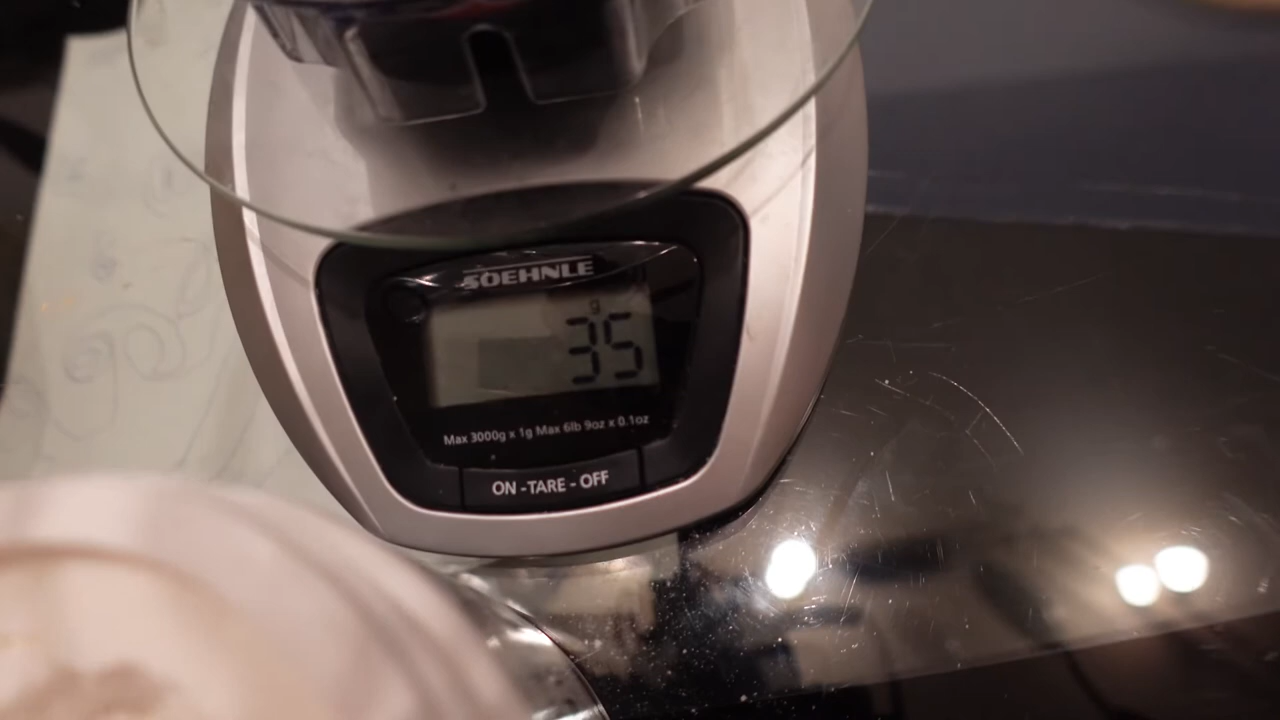 SOEHNLE
g
35
Max 3000g x 1g Max 6lb 9oz x 0.1oz
ON -TARE - OFF